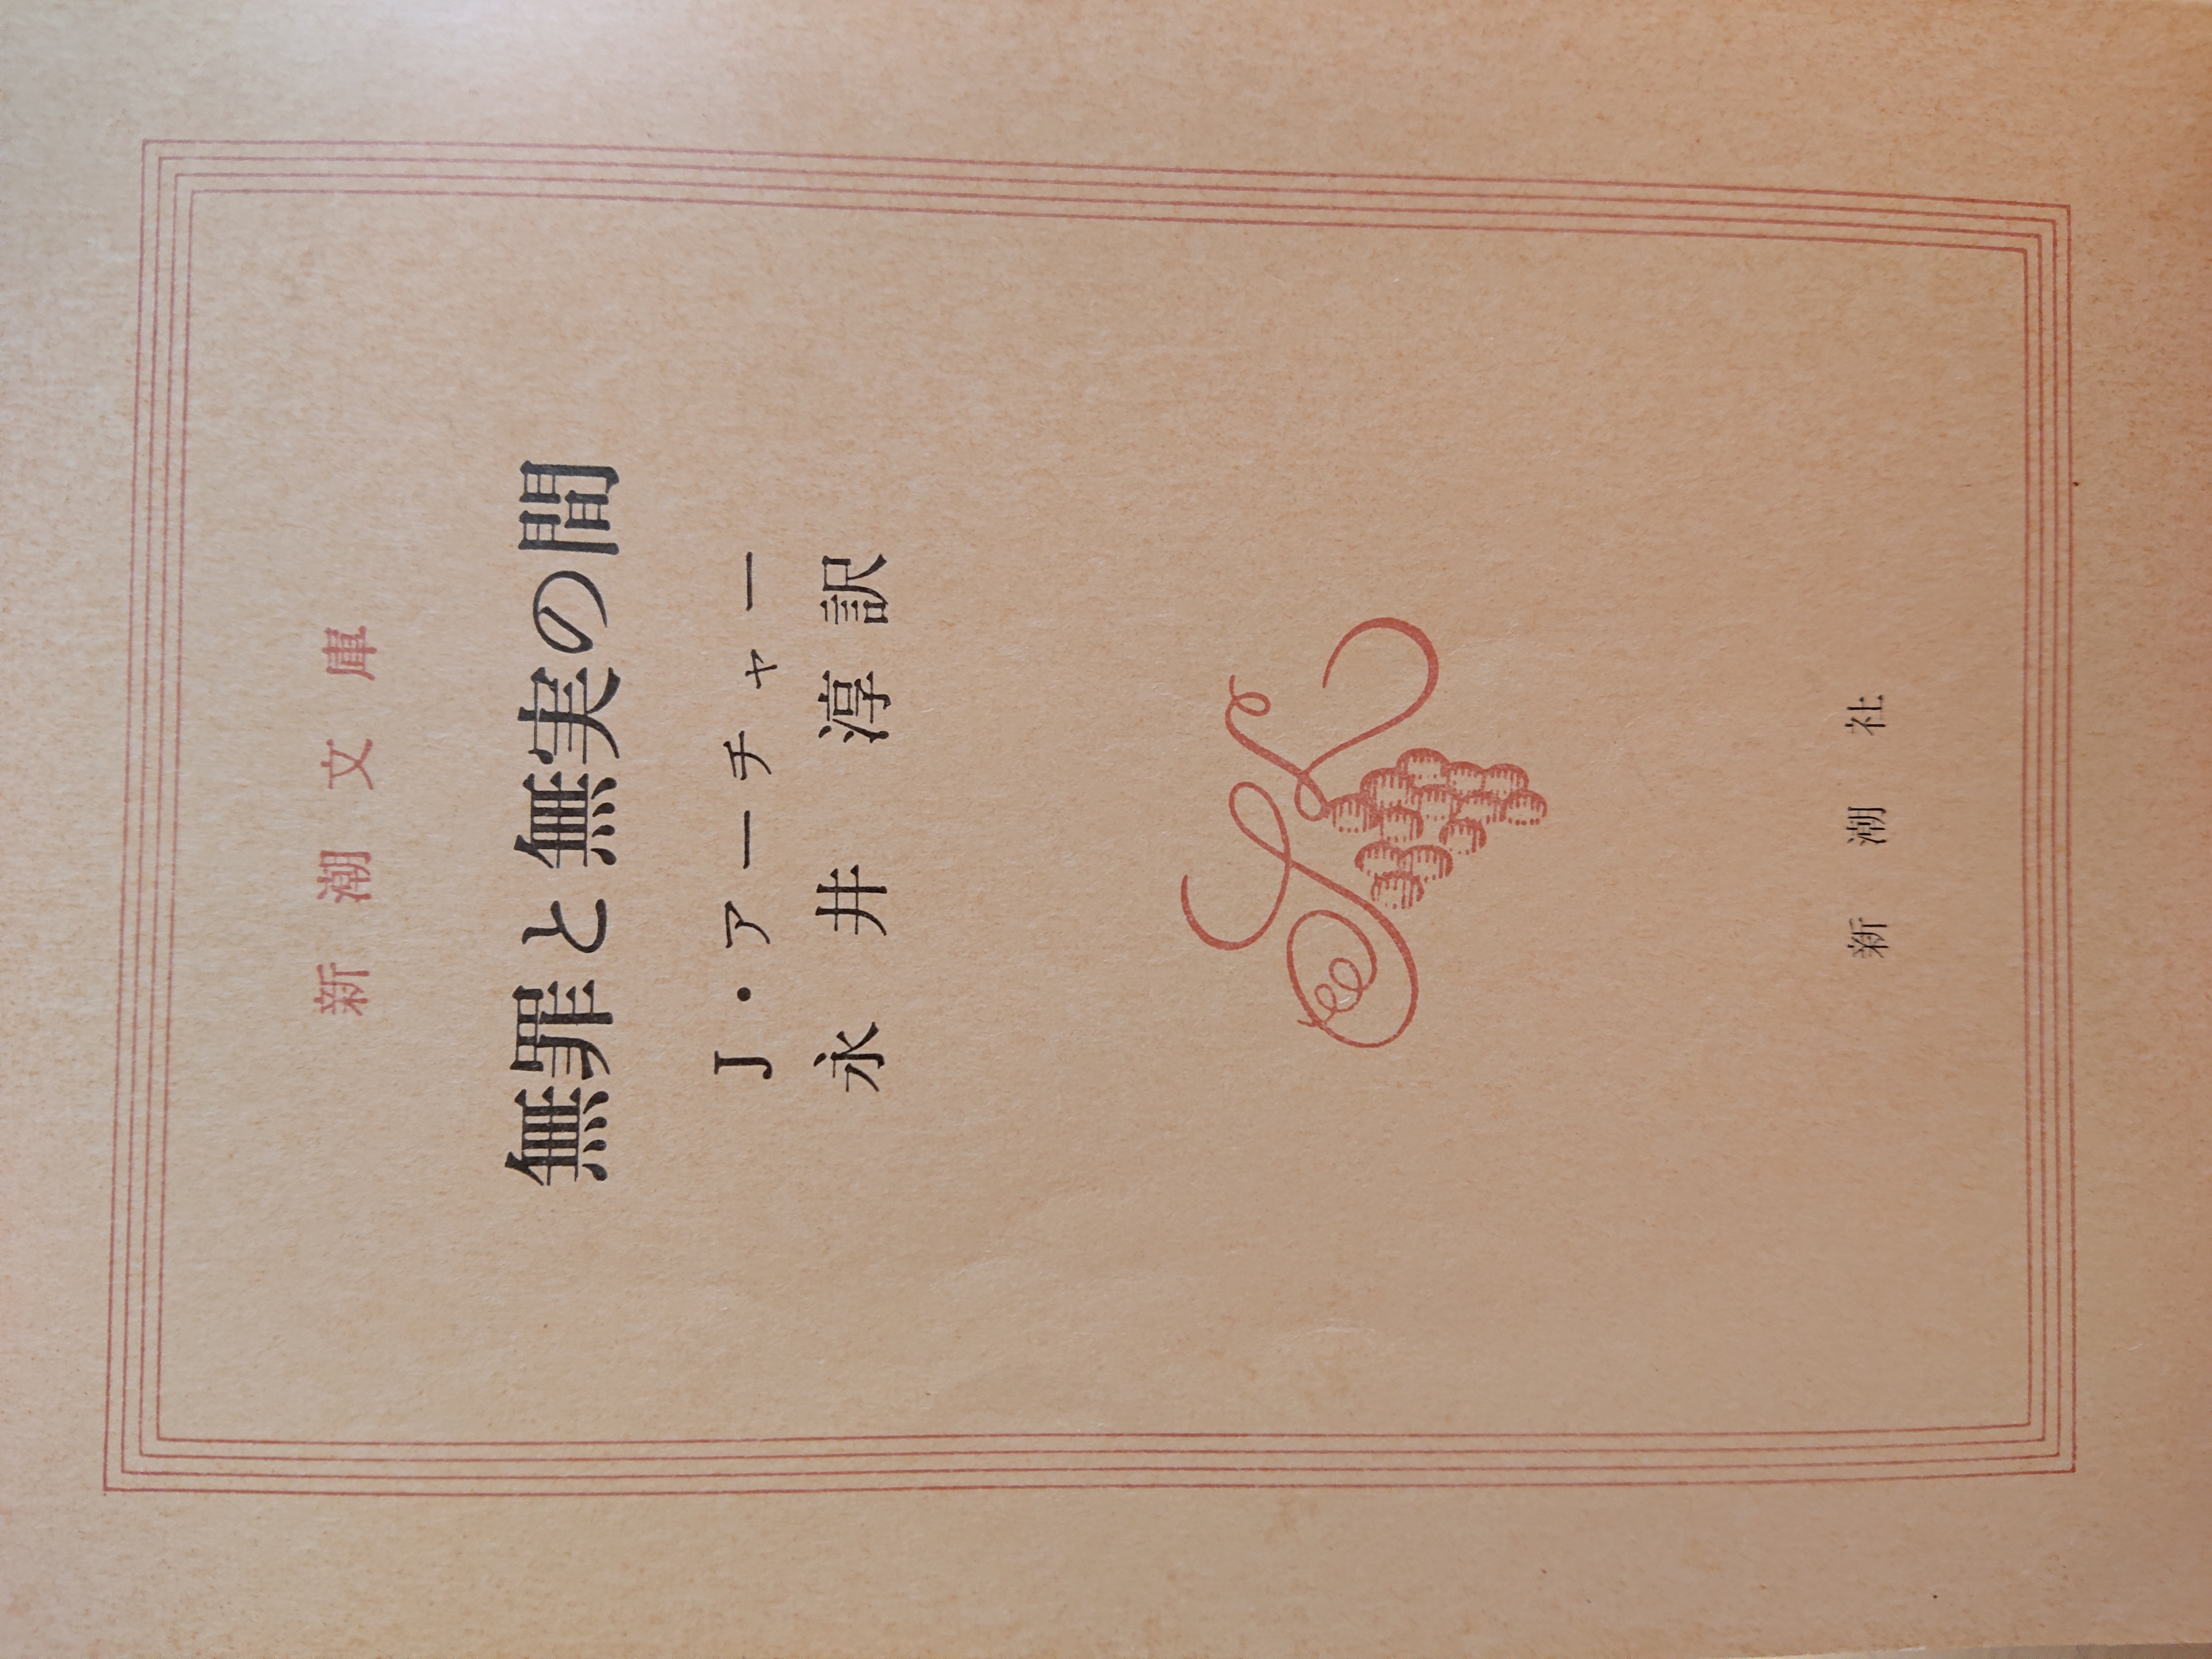 新潮文庫
無罪と無実の間
J・アーチャー
永井淳訳
新潮社